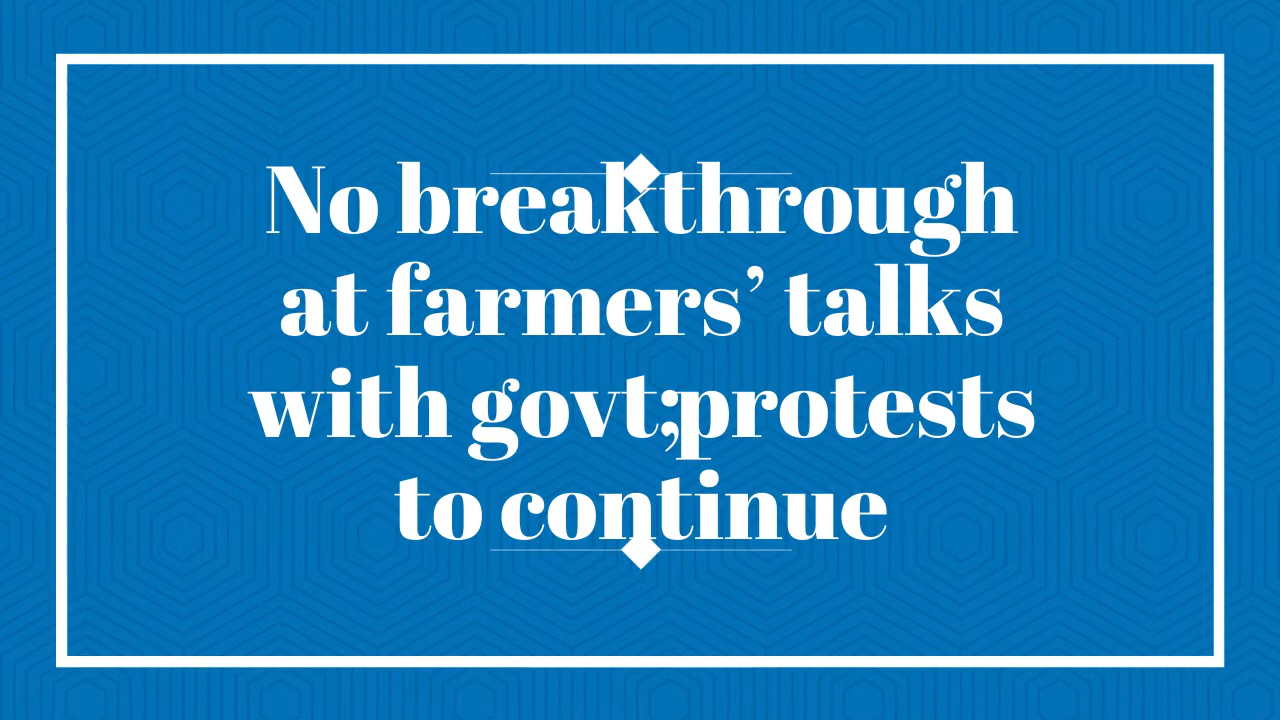 No breakthrough
at farmers’ talks
with govt;protests
to continue